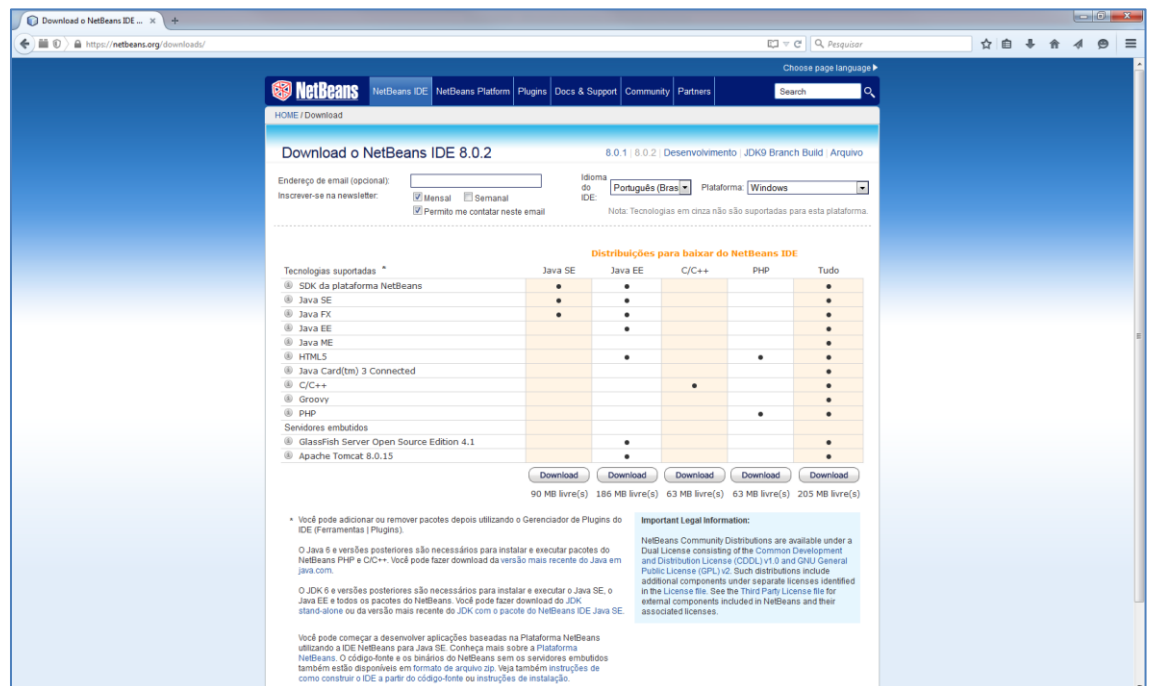 Download o NetBeans IDE ...
https://netbeans.org/downloads/
Pesquisar
Choose page language
NetBeans
NetBeans IDE NetBeans Platform Plugins Docs & Support Community Partners Search
HOME / Download
Download o NetBeans IDE 8.0.2
8.0.1 | 8.0.2 | Desenvolvimento | JDK9 Branch Build | Arquivo
Endereço de email (opcional):
Inscrever-se na newsletter:
Mensal Semanal
Permito me contatar neste email
Idioma do IDE: Português (Bras Plataforma: Windows
Nota: Tecnologias em cinza não são suportadas para esta plataforma.
Distribuições para baixar do NetBeans IDE
Tecnologias suportadas * Java SE Java EE C/C++ PHP Tudo
SDK da plataforma NetBeans
Java SE
Java FX
Java EE
Java ME
HTML5
Java Card(tm) 3 Connected
C/C++
Groovy
PHP
Servidores embutidos
GlassFish Server Open Source Edition 4.1
Apache Tomcat 8.0.15
Download Download Download Download Download
90 MB livre(s) 186 MB livre(s) 63 MB livre(s) 63 MB livre(s) 205 MB livre(s)
* Você pode adicionar ou remover pacotes depois utilizando o Gerenciador de Plugins do
IDE (Ferramentas | Plugins).
O Java 6 e versões posteriores são necessários para instalar e executar pacotes do
NetBeans PHP e C/C++. Você pode fazer download da versão mais recente do Java em
java.com.
O JDK 6 e versões posteriores são necessários para instalar e executar o Java SE, o
Java EE e todos os pacotes do NetBeans. Você pode fazer download do JDK
stand-alone ou da versão mais recente do JDK com o pacote do NetBeans IDE Java SE.
Você pode começar a desenvolver aplicações baseadas na Plataforma NetBeans
utilizando a IDE NetBeans para Java SE. Conheça mais sobre a Plataforma
NetBeans. O código-fonte e os binários do NetBeans sem os servidores embutidos
também estão disponíveis em formato de arquivo zip. Veja também instruções de
como construir o IDE a partir do código-fonte ou instruções de instalação.
Important Legal Information:
NetBeans Community Distributions are available under a
Dual License consisting of the Common Development
and Distribution License (CDDL) v1.0 and GNU General
Public License (GPL) v2. Such distributions include
additional components under separate licenses identified
in the License file. See the Third Party License file for
external components included in NetBeans and their
associated licenses.